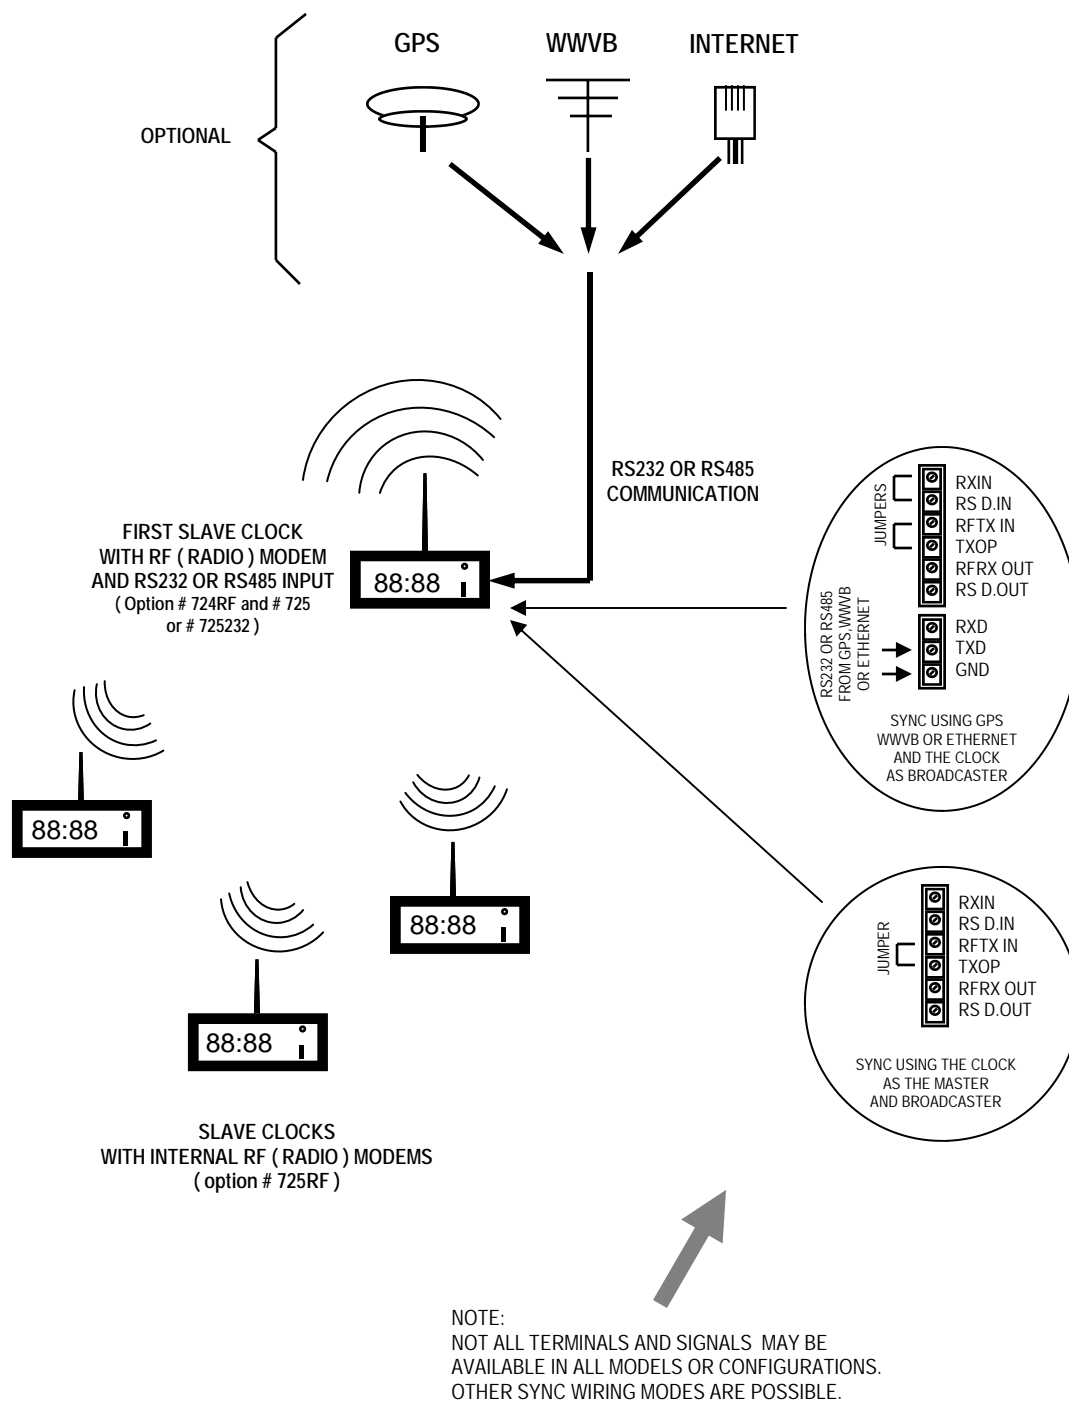 GPS
WWVB
INTERNET
OPTIONAL
RS232 OR RS485
COMMUNICATION
FIRST SLAVE CLOCK
WITH RF ( RADIO ) MODEM
AND RS232 OR RS485 INPUT
( Option # 724RF and # 725
or # 725232 )
88:88
JUMPERS
RXIN
RS D.IN
RFTX IN
TXOP
RFRX OUT
RS D.OUT
RS232 OR RS485
FROM GPS,WWVB
OR ETHERNET
RXD
TXD
GND
SYNC USING GPS
WWVB OR ETHERNET
AND THE CLOCK
AS BROADCASTER
88:88
88:88
88:88
JUMPER
RXIN
RS D.IN
RFTX IN
TXOP
RFRX OUT
RS D.OUT
SYNC USING THE CLOCK
AS THE MASTER
AND BROADCASTER
SLAVE CLOCKS
WITH INTERNAL RF ( RADIO ) MODEMS
( option # 725RF )
NOTE:
NOT ALL TERMINALS AND SIGNALS MAY BE
AVAILABLE IN ALL MODELS OR CONFIGURATIONS.
OTHER SYNC WIRING MODES ARE POSSIBLE.